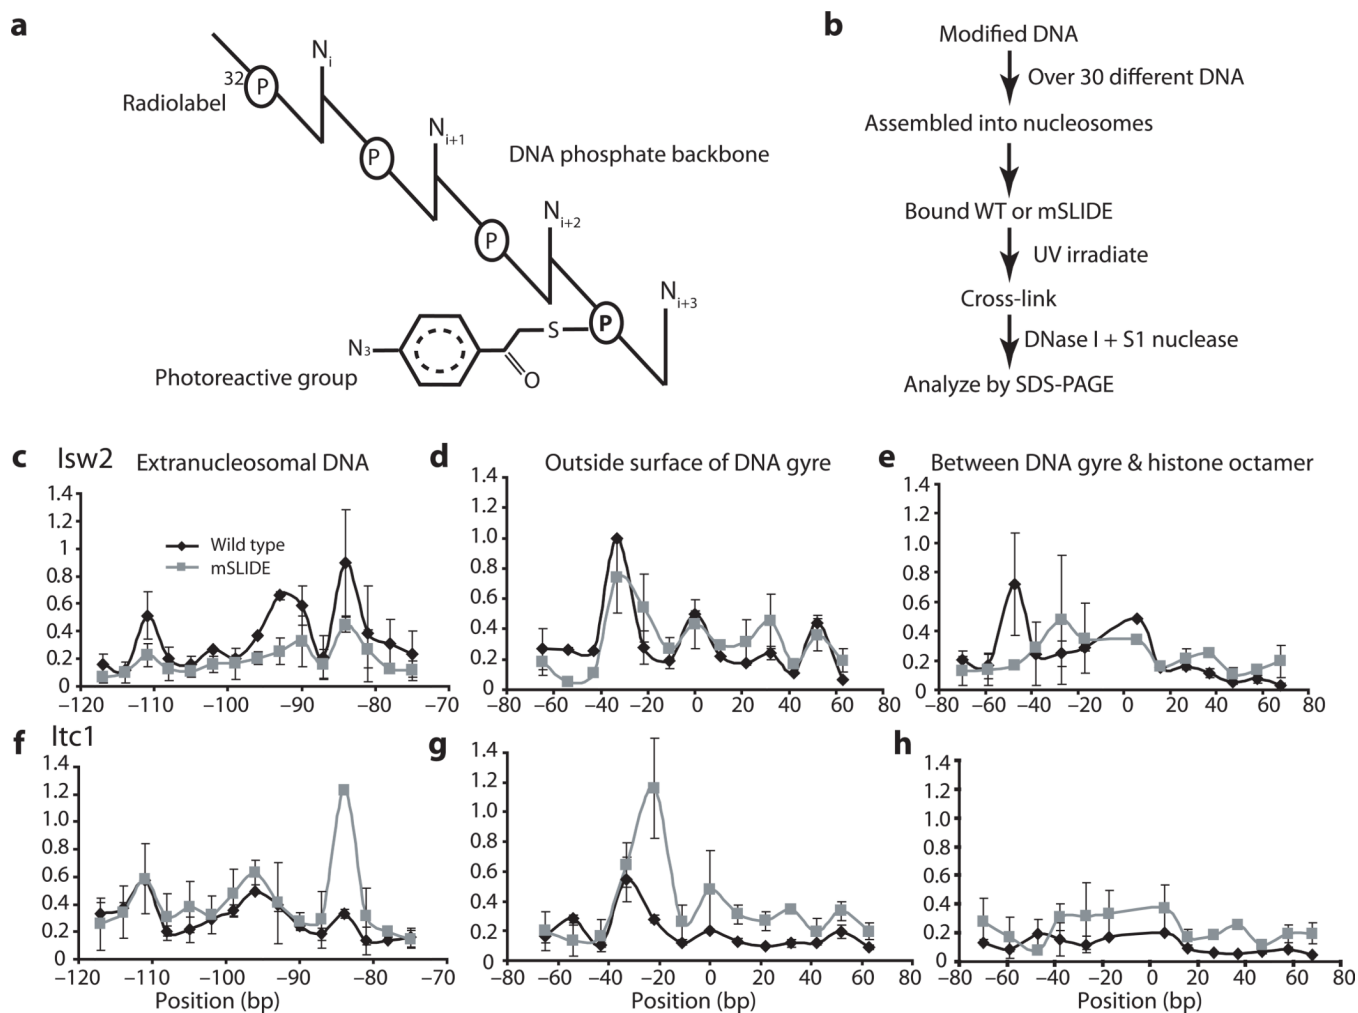 a
32
P
Radiolabel
Ni
P
Ni+1
DNA phosphate backbone
P
Ni+2
P
Ni+3
N3
S
O
Photoreactive group
b
Modified DNA
Over 30 different DNA
Assembled into nucleosomes
Bound WT or mSLIDE
UV irradiate
Cross-link
DNase I + S1 nuclease
Analyze by SDS-PAGE
c Isw2 Extranucleosomal DNA
1.4
1.2
1
0.8
0.6
0.4
0.2
0
Wild type
mSLIDE
−120 −110 −100 −90 −80 −70
d Outside surface of DNA gyre
1.4
1.2
1.0
0.8
0.6
0.4
0.2
0
−80 −60 −40 −20 0 20 40 60 80
e Between DNA gyre & histone octamer
1.4
1.2
1.0
0.8
0.6
0.4
0.2
0
−80 −60 −40 −20 0 20 40 60 80
f Itc1
1.4
1.2
1.0
0.8
0.6
0.4
0.2
0
−120 −110 −100 −90 −80 −70
Position (bp)
g
1.4
1.2
1.0
0.8
0.6
0.4
0.2
0
−80 −60 −40 −20 0 20 40 60 80
Position (bp)
h
1.4
1.2
1.0
0.8
0.6
0.4
0.2
0
−80 −60 −40 −20 0 20 40 60 80
Position (bp)